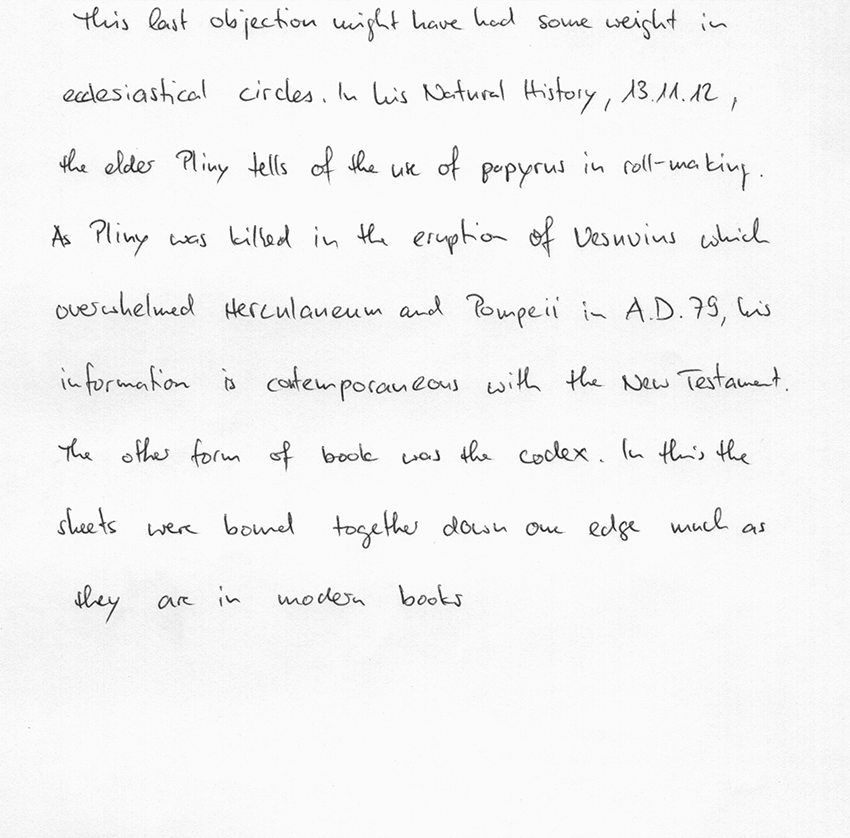 This last objection might have had some weight in
ecclesiastical circles. In his Natural History, 13.11.12,
the elder Pliny tells of the use of papyrus in roll-making.
As Pliny was killed in the eruption of Vesuvius which
overwhelmed Herculaneum and Pompeii in A.D. 79, his
information is contemporaneous with the New Testament.
The other form of book was the codex. In this the
sheets were bound together down one edge much as
they are in modern books